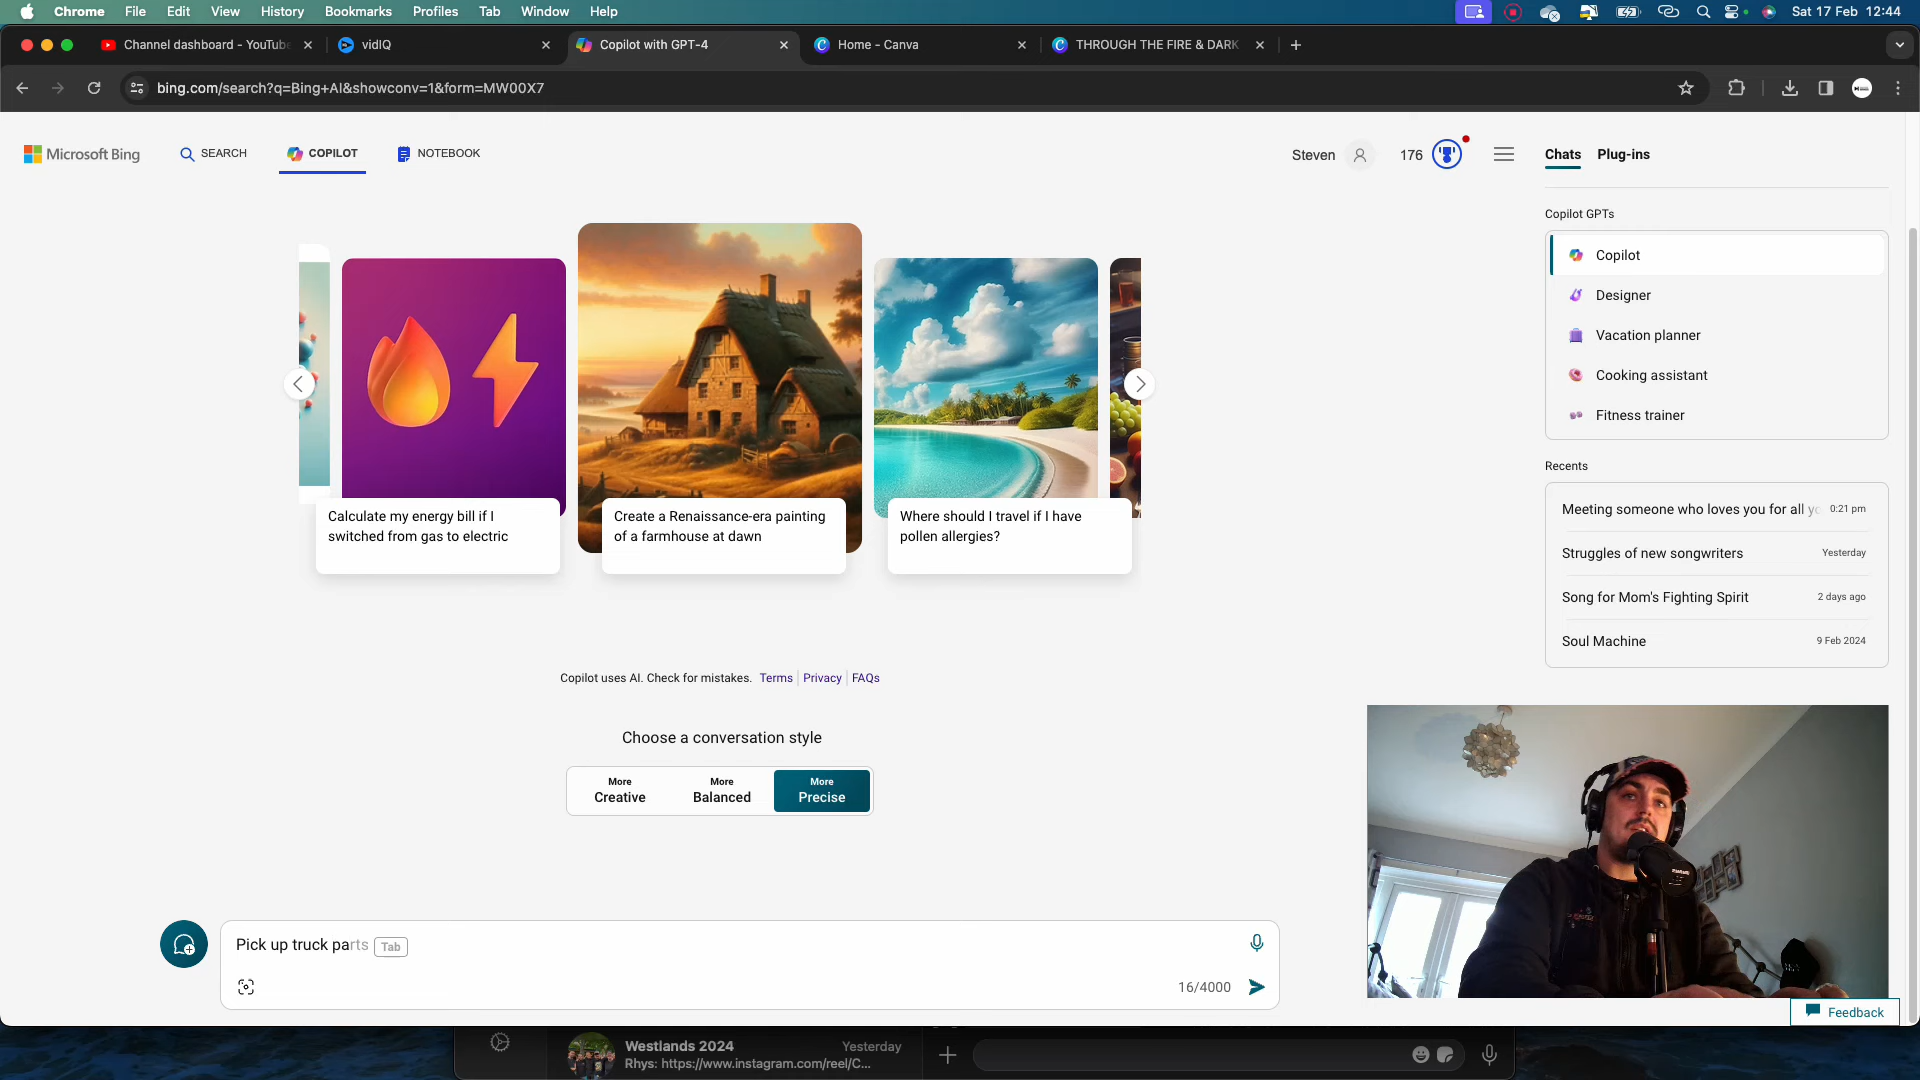 Chrome File Edit View History Bookmarks Profiles Tab Window Help Sat 17 Feb 12:44
Channel dashboard - YouTube vidIQ Copilot with GPT-4 Home - Canva THROUGH THE FIRE & DARK
bing.com/search?q=Bing+AI&showconv=1&form=MW00X7
Microsoft Bing SEARCH COPILOT NOTEBOOK Steven 176 Chats Plug-ins
Copilot GPTs
Copilot
Designer
Vacation planner
Cooking assistant
Fitness trainer
Recents
Meeting someone who loves you for all yo 0:21 pm
Struggles of new songwriters Yesterday
Song for Mom's Fighting Spirit 2 days ago
Soul Machine 9 Feb 2024
Calculate my energy bill if I
switched from gas to electric
Create a Renaissance-era painting
of a farmhouse at dawn
Where should I travel if I have
pollen allergies?
Copilot uses AI. Check for mistakes. Terms Privacy FAQs
Choose a conversation style
More
Creative
More
Balanced
More
Precise
Pick up truck parts Tab
16/4000
Feedback
Westlands 2024 Yesterday
Rhys: https://www.instagram.com/reel/C...